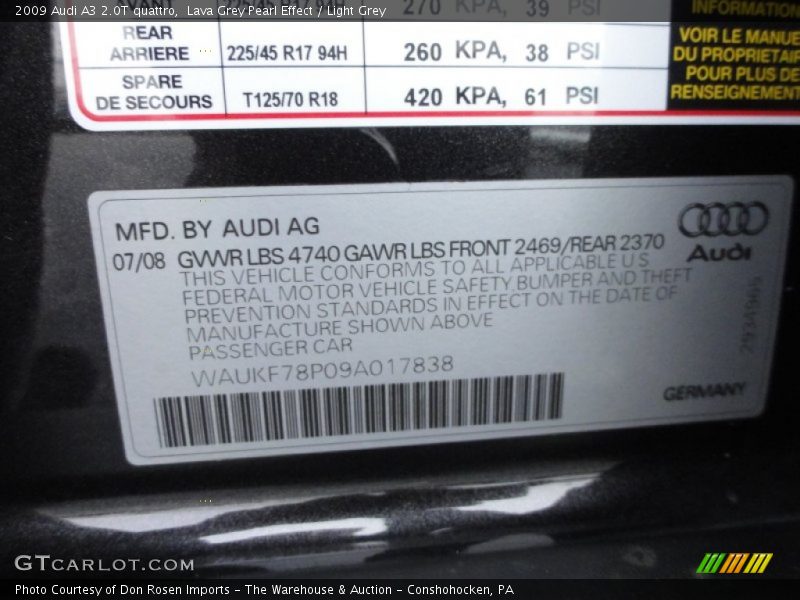 2009 Audi A3 2.0T quattro,  Lava Grey Pearl Effect / Light Grey
270 KPA, 39 PSI
INFORMATION
REAR
ARRIERE
225/45 R17 94H
260 KPA, 38 PSI
SPARE
DE SECOURS
T125/70 R18
420 KPA, 61 PSI
VOIR LE MANUE
DU PROPRIETAIR
POUR PLUS DE
RENSEIGNEMENT
MFD. BY AUDI AG
07/08 GVWR LBS 4740 GAWR LBS FRONT 2469/REAR 2370
THIS VEHICLE CONFORMS TO ALL APPLICABLE U S
FEDERAL MOTOR VEHICLE SAFETY BUMPER AND THEFT
PREVENTION STANDARDS IN EFFECT ON THE DATE OF
MANUFACTURE SHOWN ABOVE
PASSENGER CAR
WAUKF78P09A017838
Audi
GERMANY
GTCARLOT.COM
Photo Courtesy of Don Rosen Imports - The Warehouse & Auction - Conshohocken, PA